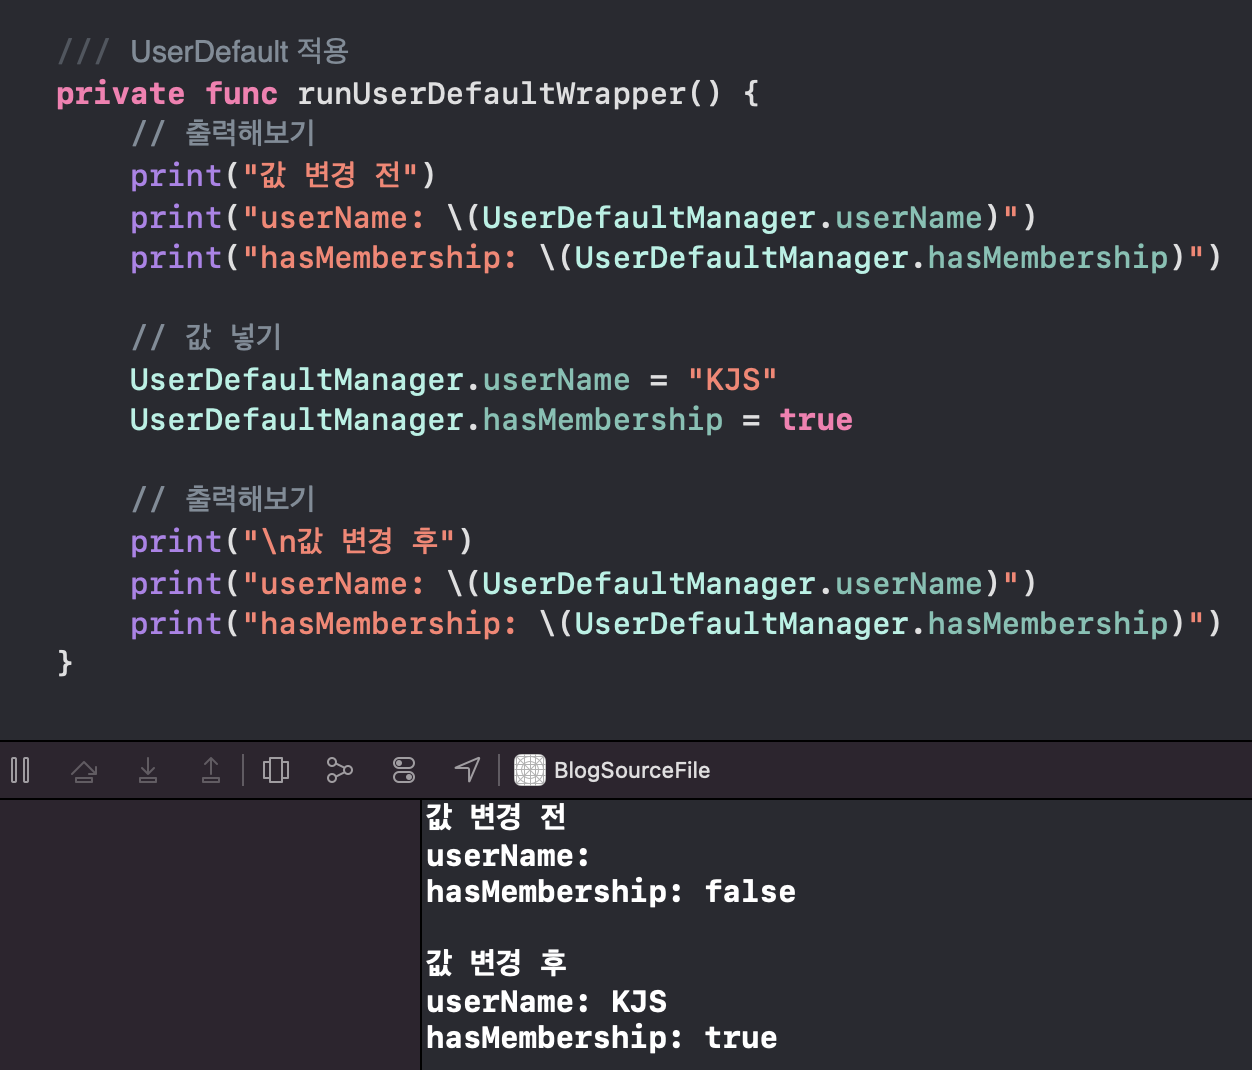 /// UserDefault 적용
private func runUserDefaultWrapper() {
// 출력해보기
print("값 변경 전")
print("userName: \(UserDefaultManager.userName)")
print("hasMembership: \(UserDefaultManager.hasMembership)")
// 값 넣기
UserDefaultManager.userName = "KJS"
UserDefaultManager.hasMembership = true
// 출력해보기
print("\n값 변경 후")
print("userName: \(UserDefaultManager.userName)")
print("hasMembership: \(UserDefaultManager.hasMembership)")
}
BlogSourceFile
값 변경 전
userName:
hasMembership: false
값 변경 후
userName: KJS
hasMembership: true